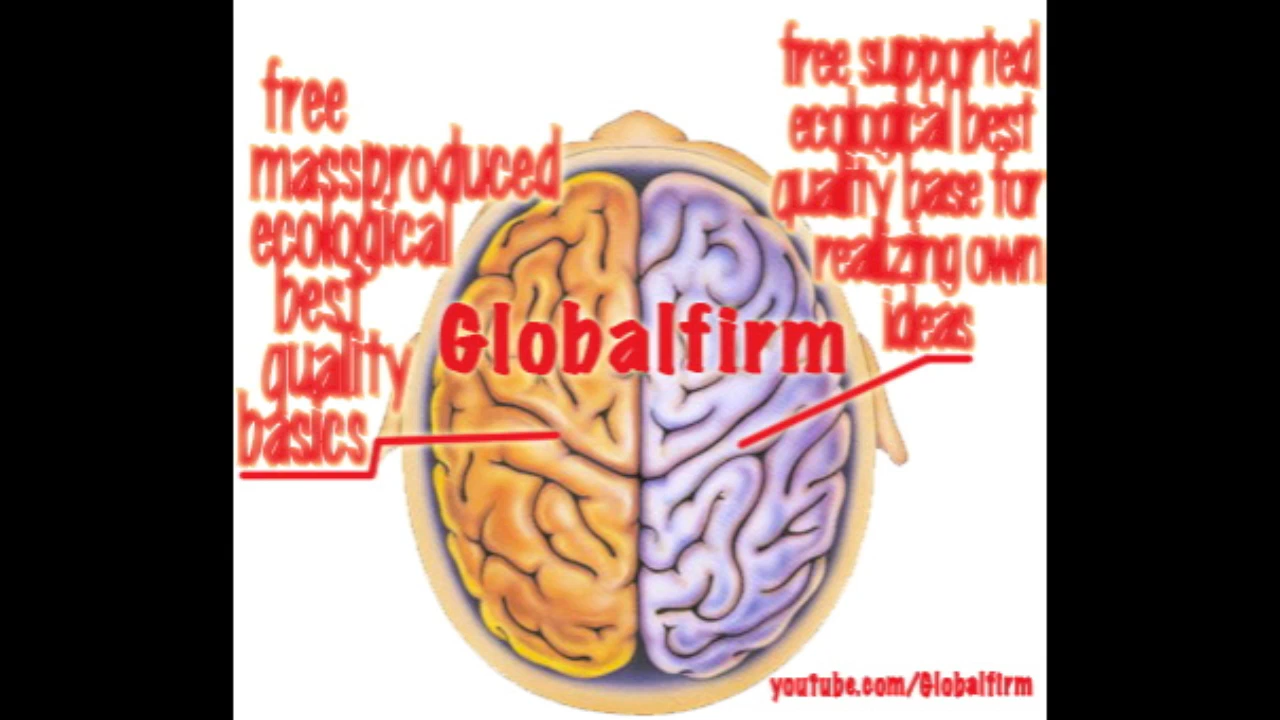 free
massproduced
ecological
best
quality
basics
free supported
ecological best
quality base for
realizing own
ideas
Globalfirm
youtube.com/Globalfirm